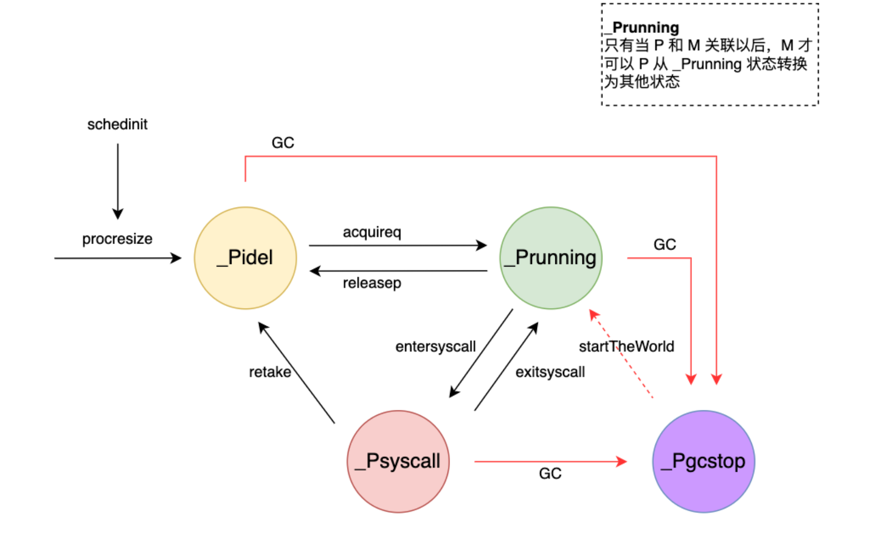 _Prunning
只有当 P 和 M 关联以后，M 才
可以 P 从 _Prunning 状态转换
为其他状态
schedinit
GC
procresize
_Pidel
acquireq
releasep
_Prunning
GC
entersyscall
exitsyscall
startTheWorld
retake
_Psyscall
GC
_Pgcstop